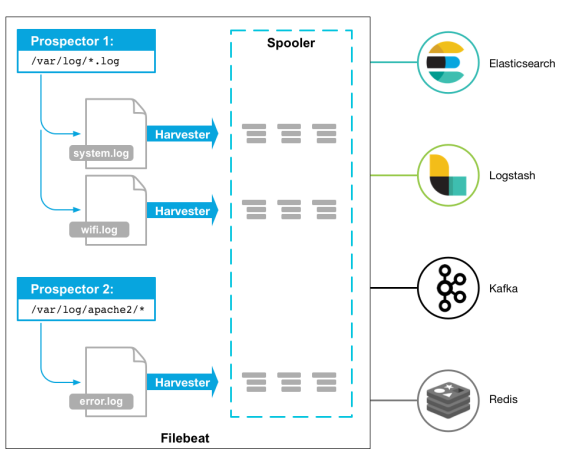 Prospector 1:
/var/log/*.log
Spooler
Elasticsearch
Harvester
system.log
Logstash
Harvester
wifi.log
Prospector 2:
/var/log/apache2/*
Kafka
Harvester
error.log
Redis
Filebeat